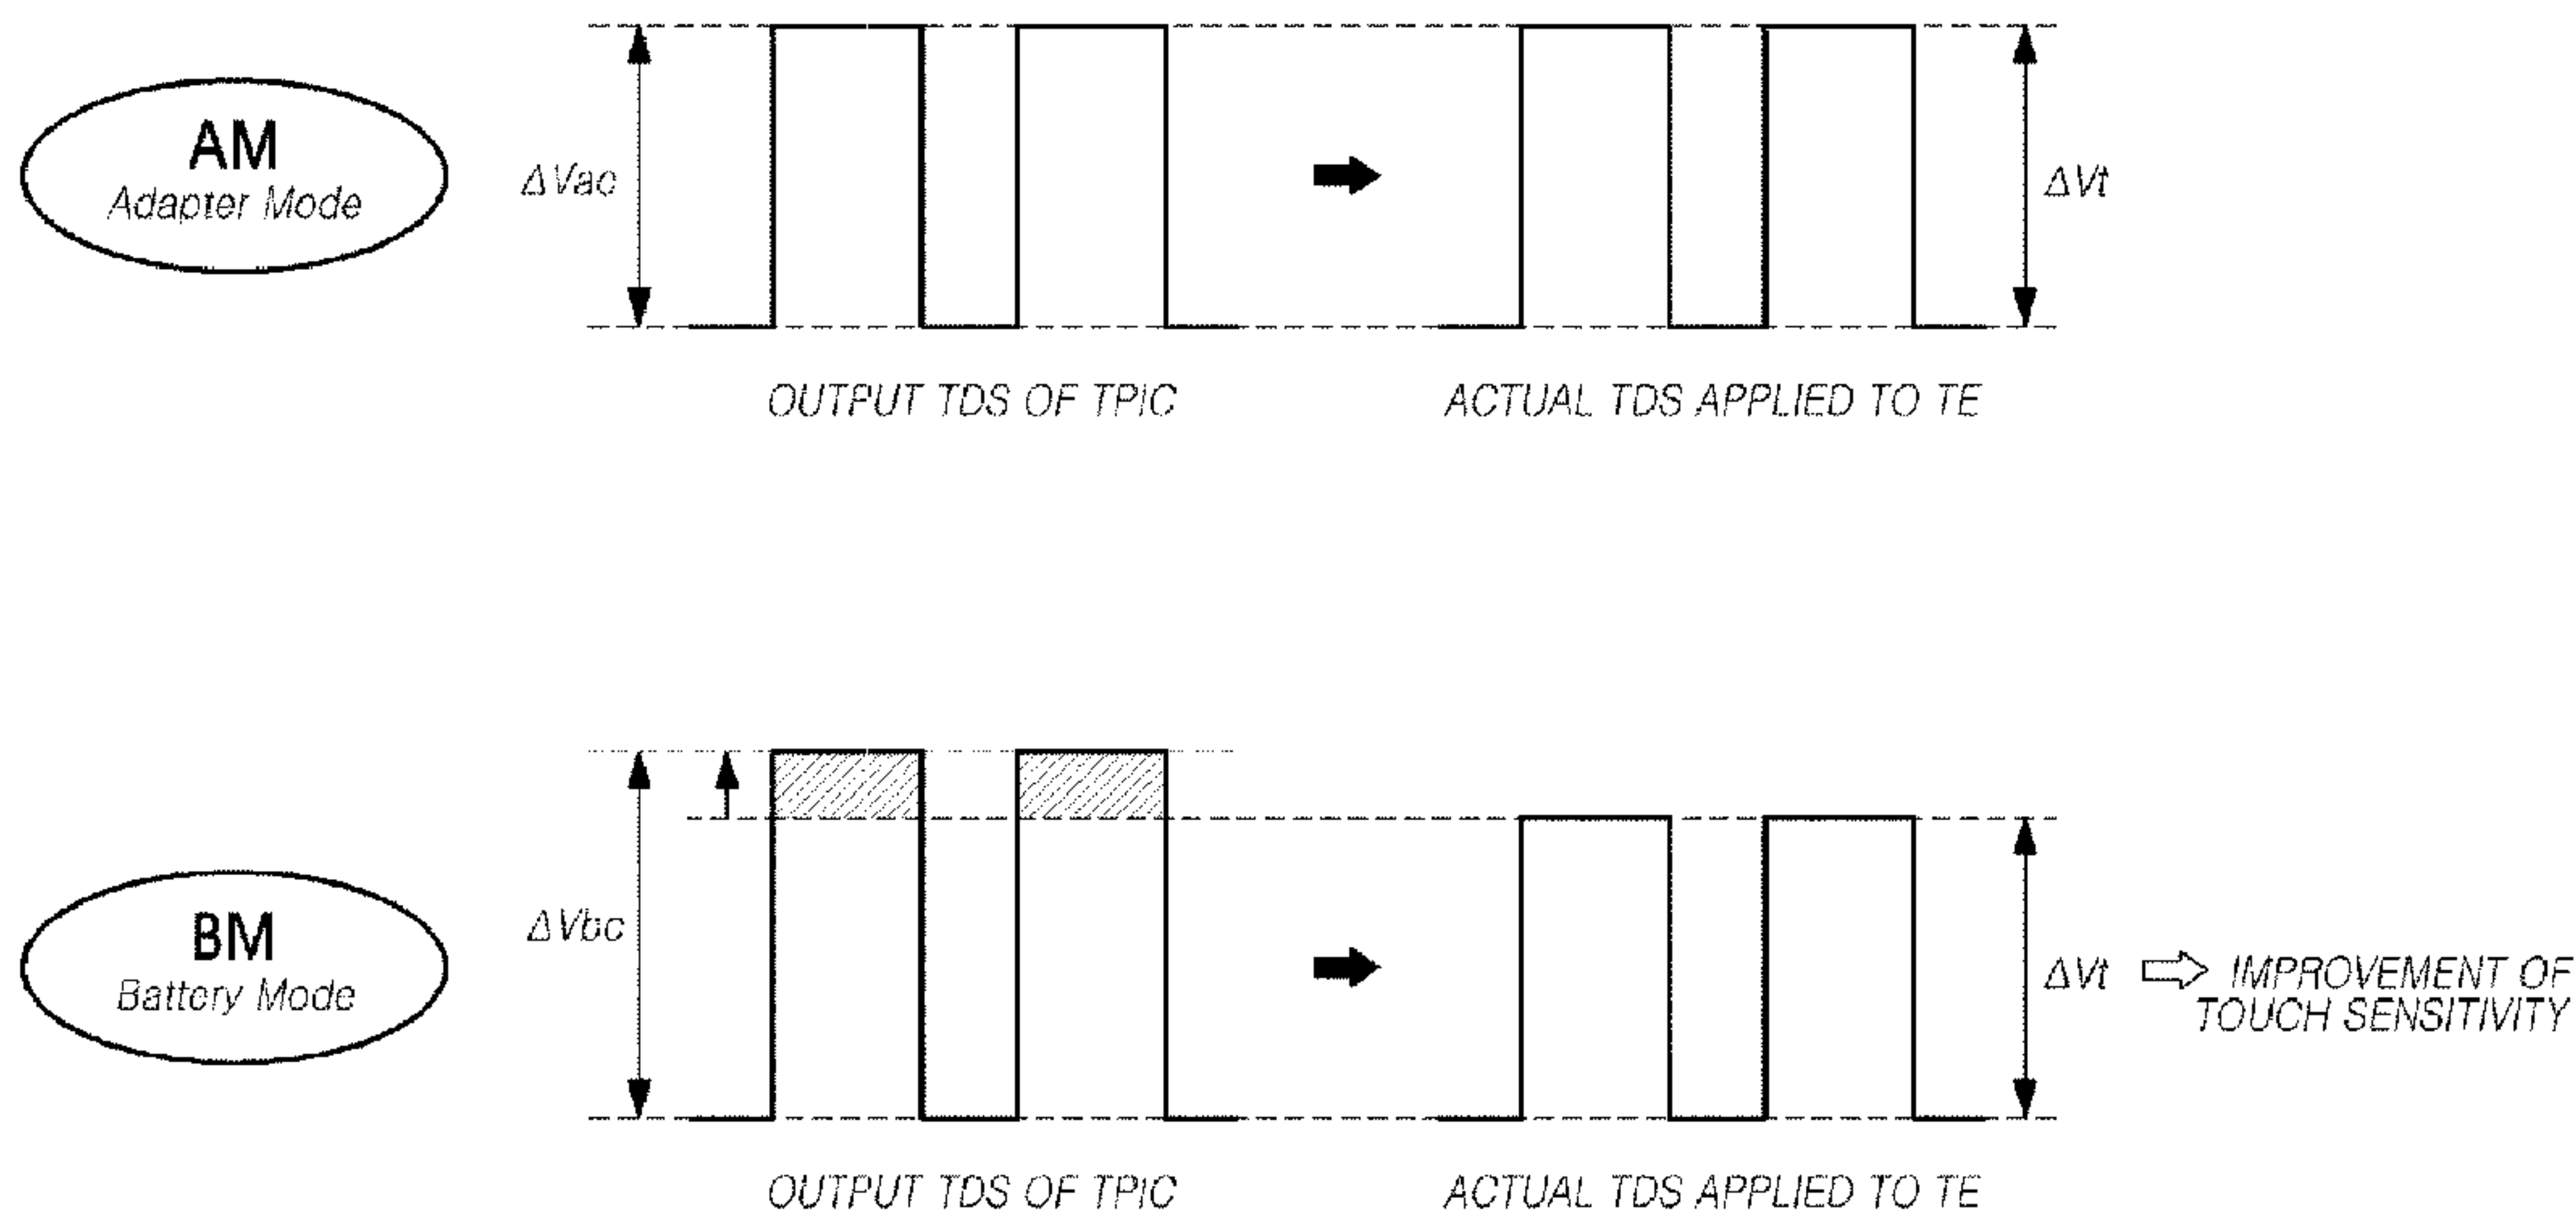 AM
Adapter Mode
ΔVac
ΔVt
OUTPUT TDS OF TPIC
ACTUAL TDS APPLIED TO TE
BM
Battery Mode
ΔVbc
ΔVt
IMPROVEMENT OF
TOUCH SENSITIVITY
OUTPUT TDS OF TPIC
ACTUAL TDS APPLIED TO TE